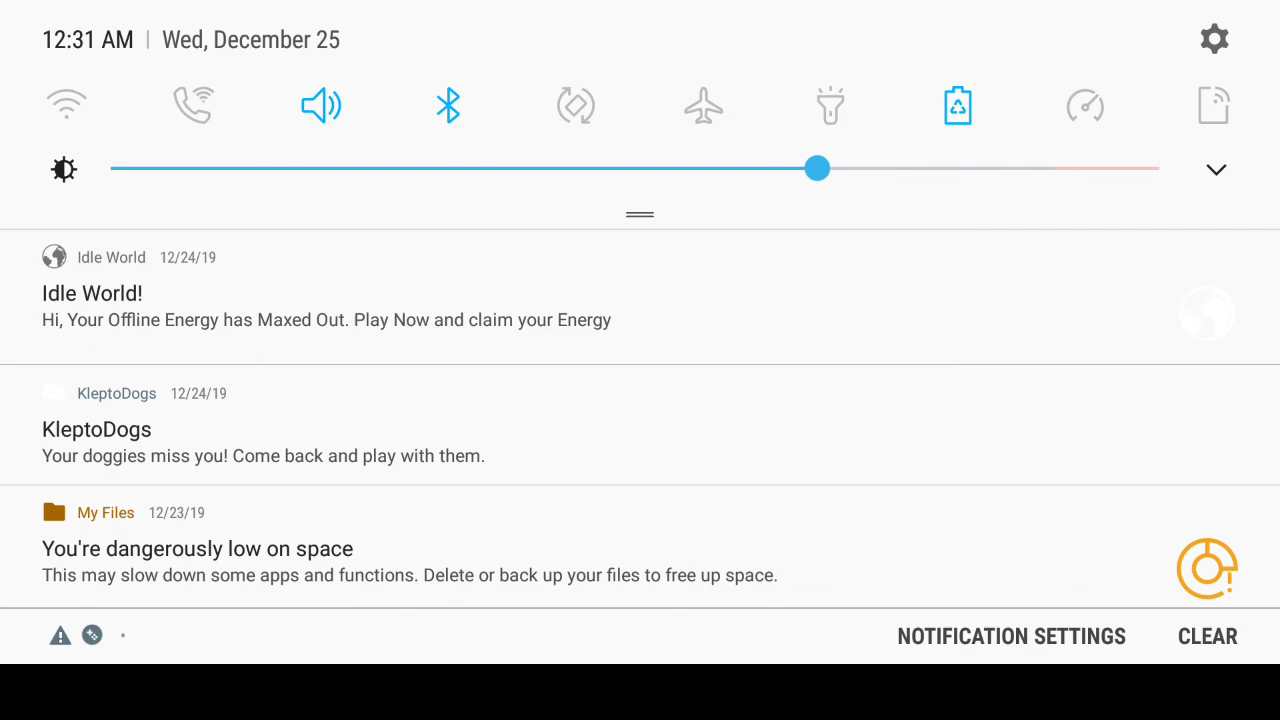 12:31 AM | Wed, December 25
Idle World 12/24/19
Idle World!
Hi, Your Offline Energy has Maxed Out. Play Now and claim your Energy
KleptoDogs 12/24/19
KleptoDogs
Your doggies miss you! Come back and play with them.
My Files 12/23/19
You're dangerously low on space
This may slow down some apps and functions. Delete or back up your files to free up space.
NOTIFICATION SETTINGS CLEAR